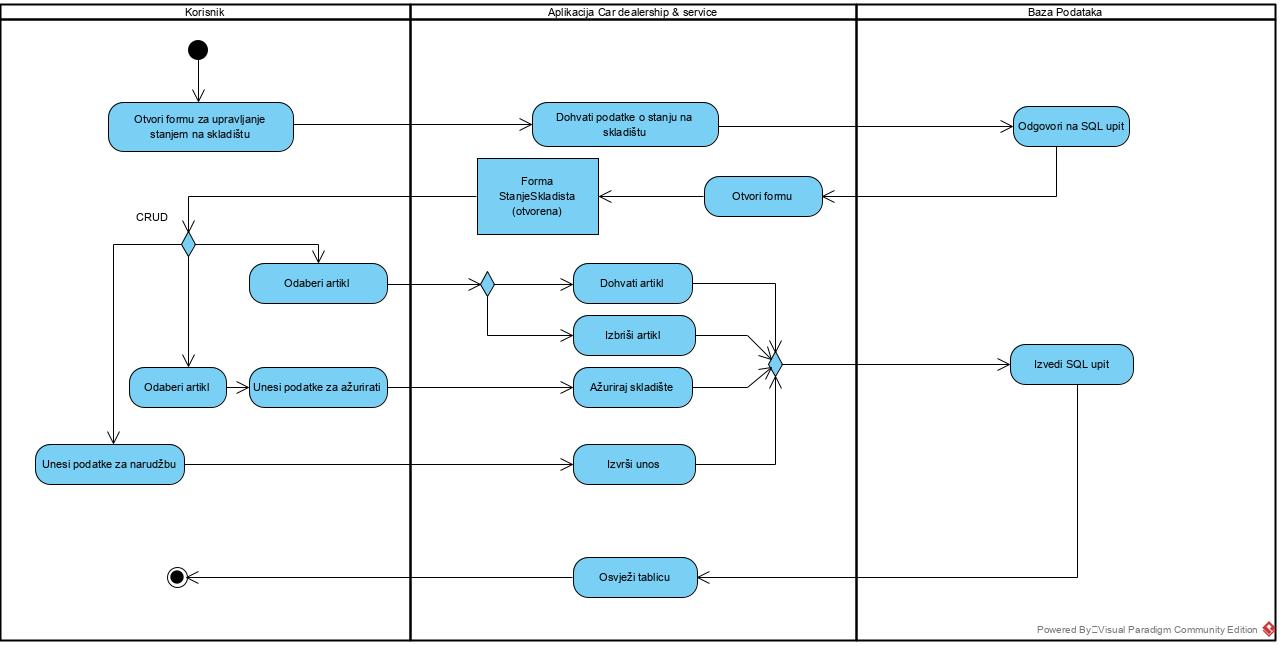 Korisnik
Aplikacija Car dealership & service
Baza Podataka
Otvori formu za upravljanje
stanjem na skladištu
Dohvati podatke o stanju na
skladištu
Odgovori na SQL upit
Forma
StanjeSkladista
(otvorena)
Otvori formu
CRUD
Odaberi artikl
Dohvati artikl
Izbriši artikl
Odaberi artikl
Unesi podatke za ažurirati
Ažuriraj skladište
Izvedi SQL upit
Unesi podatke za narudžbu
Izvrši unos
Osvježi tablicu
Powered By Visual Paradigm Community Edition